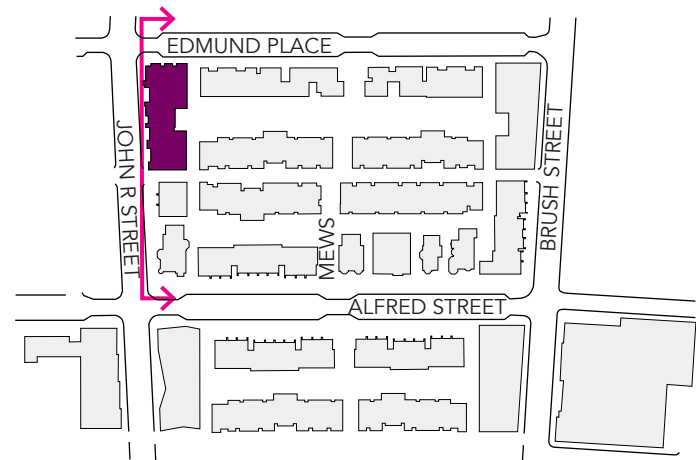 EDMUND PLACE
JOHN R STREET
BRUSH STREET
MEWS
ALFRED STREET